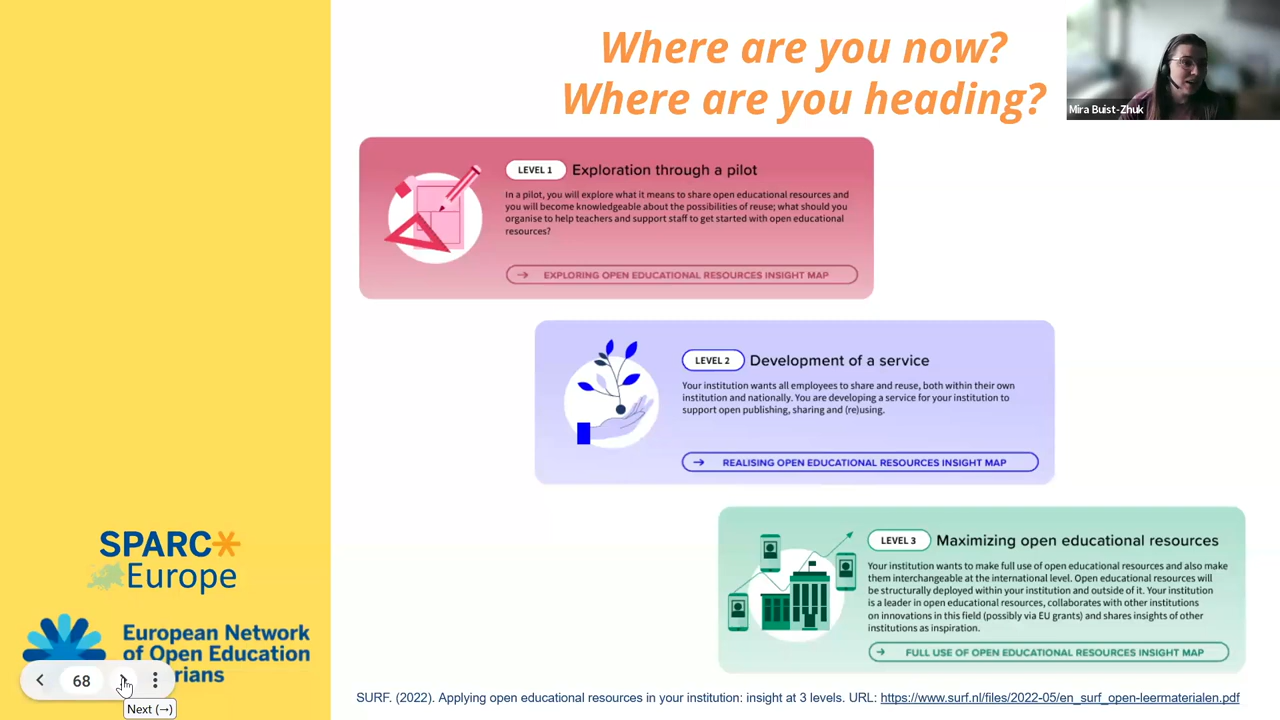 Where are you now?
Where are you heading?
Mira Buist-Zhuk
LEVEL 1 Exploration through a pilot
In a pilot, you will explore what it means to share open educational resources and
you will become knowledgeable about the possibilities of reuse; what should you
organise to help teachers and support staff to get started with open educational
resources?
→ EXPLORING OPEN EDUCATIONAL RESOURCES INSIGHT MAP
LEVEL 2 Development of a service
Your institution wants all employees to share and reuse, both within their own
institution and nationally. You are developing a service for your institution to
support open publishing, sharing and (re)using.
→ REALISING OPEN EDUCATIONAL RESOURCES INSIGHT MAP
LEVEL 3 Maximizing open educational resources
Your institution wants to make full use of open educational resources and also make
them interchangeable at the international level. Open educational resources will
be structurally deployed within your institution and outside of it. Your institution
is a leader in open educational resources, collaborates with other institutions
on innovations in this field (possibly via EU grants) and shares insights of other
institutions as inspiration.
→ FULL USE OF OPEN EDUCATIONAL RESOURCES INSIGHT MAP
SPARC
Europe
European Network
of Open Education
rians
68
Next (→)
SURF. (2022). Applying open educational resources in your institution: insight at 3 levels. URL: https://www.surf.nl/files/2022-05/en_surf_open-leermaterialen.pdf